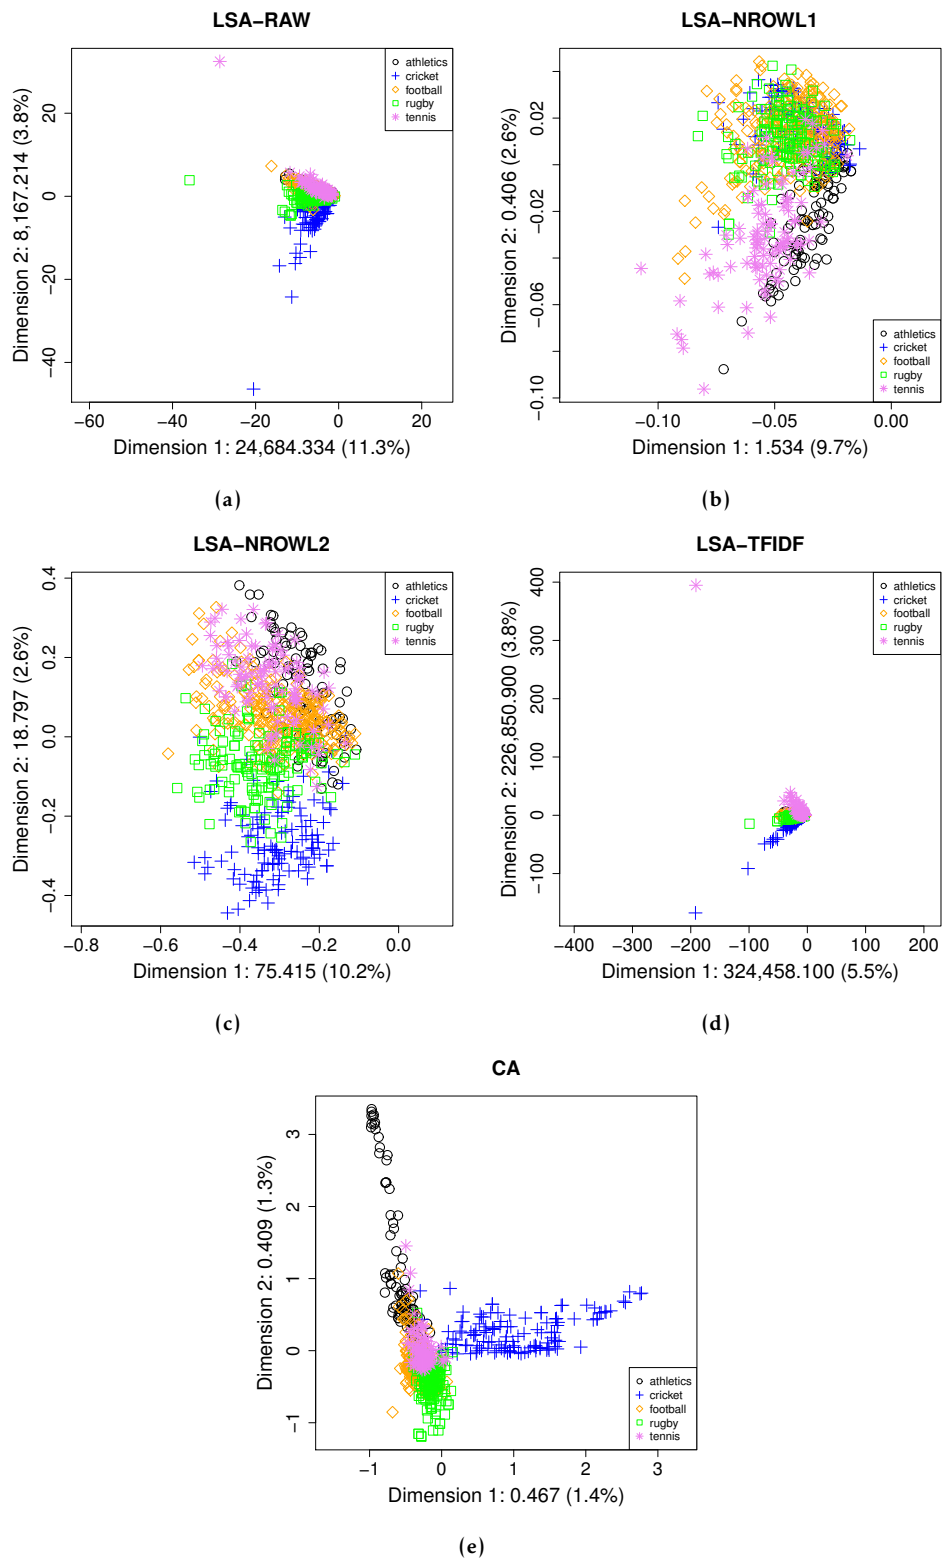 LSA−RAW
20
0
−20
−40
Dimension 2: 8,167.214 (3.8%)
athletics
cricket
football
rugby
tennis
−60
−40
−20
0
20
Dimension 1: 24,684.334 (11.3%)
(a)
LSA−NROWL1
0.02
−0.02
−0.06
−0.10
Dimension 2: 0.406 (2.6%)
athletics
cricket
football
rugby
tennis
−0.10
−0.05
0.00
Dimension 1: 1.534 (9.7%)
(b)
LSA−NROWL2
0.4
0.2
0.0
−0.2
−0.4
Dimension 2: 18.797 (2.6%)
athletics
cricket
football
rugby
tennis
−0.8
−0.6
−0.4
−0.2
0.0
Dimension 1: 75.415 (10.2%)
(c)
LSA−TFIDF
400
300
200
100
0
−100
Dimension 2: 226,850.900 (3.8%)
athletics
cricket
football
rugby
tennis
−400
−300
−200
−100
0
100
200
Dimension 1: 324,458.100 (5.5%)
(d)
CA
3
2
1
0
−1
Dimension 2: 0.409 (1.3%)
athletics
cricket
football
rugby
tennis
−1
0
1
2
3
Dimension 1: 0.467 (1.4%)
(e)